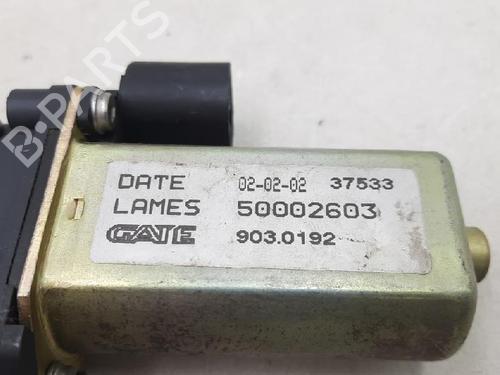 B-PARTS
DATE 02-02-02 37533
LAMES 50002603
GATE 903.0192